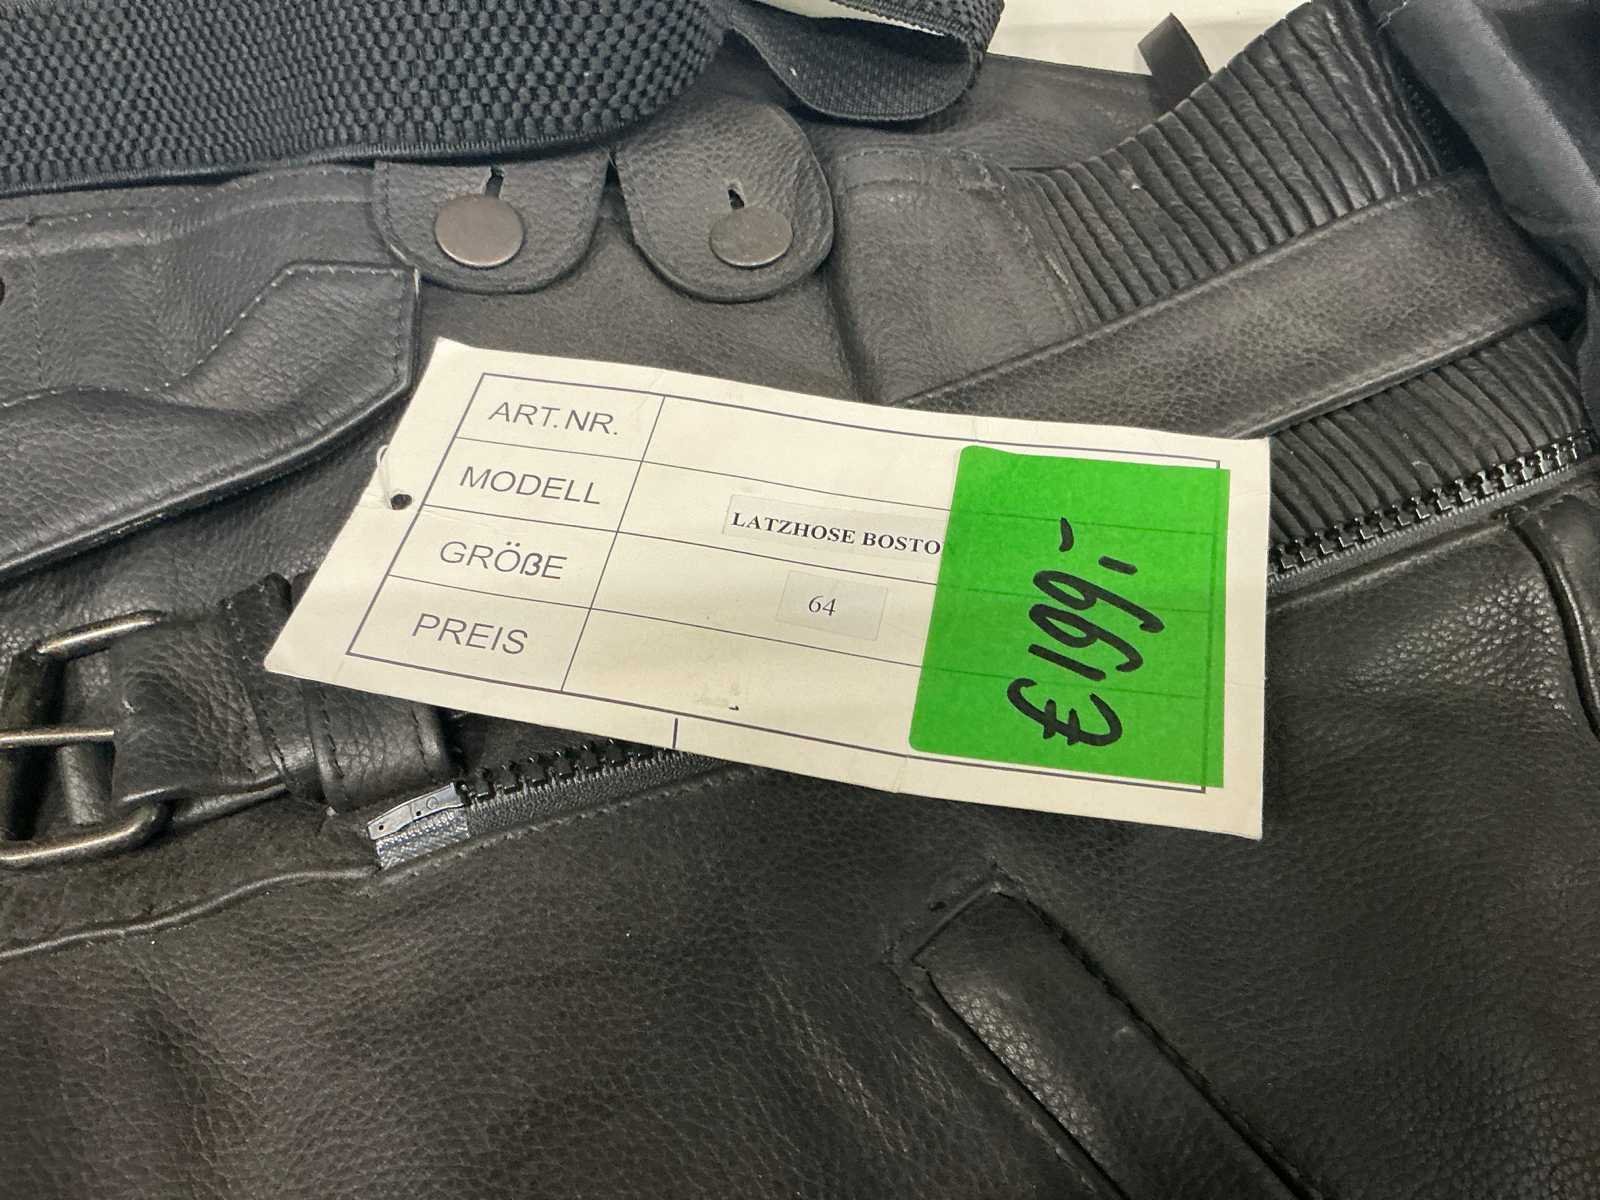 ART.NR.
MODELL LATZHOSE BOSTO
GRÖßE 64
PREIS
€ 199,-